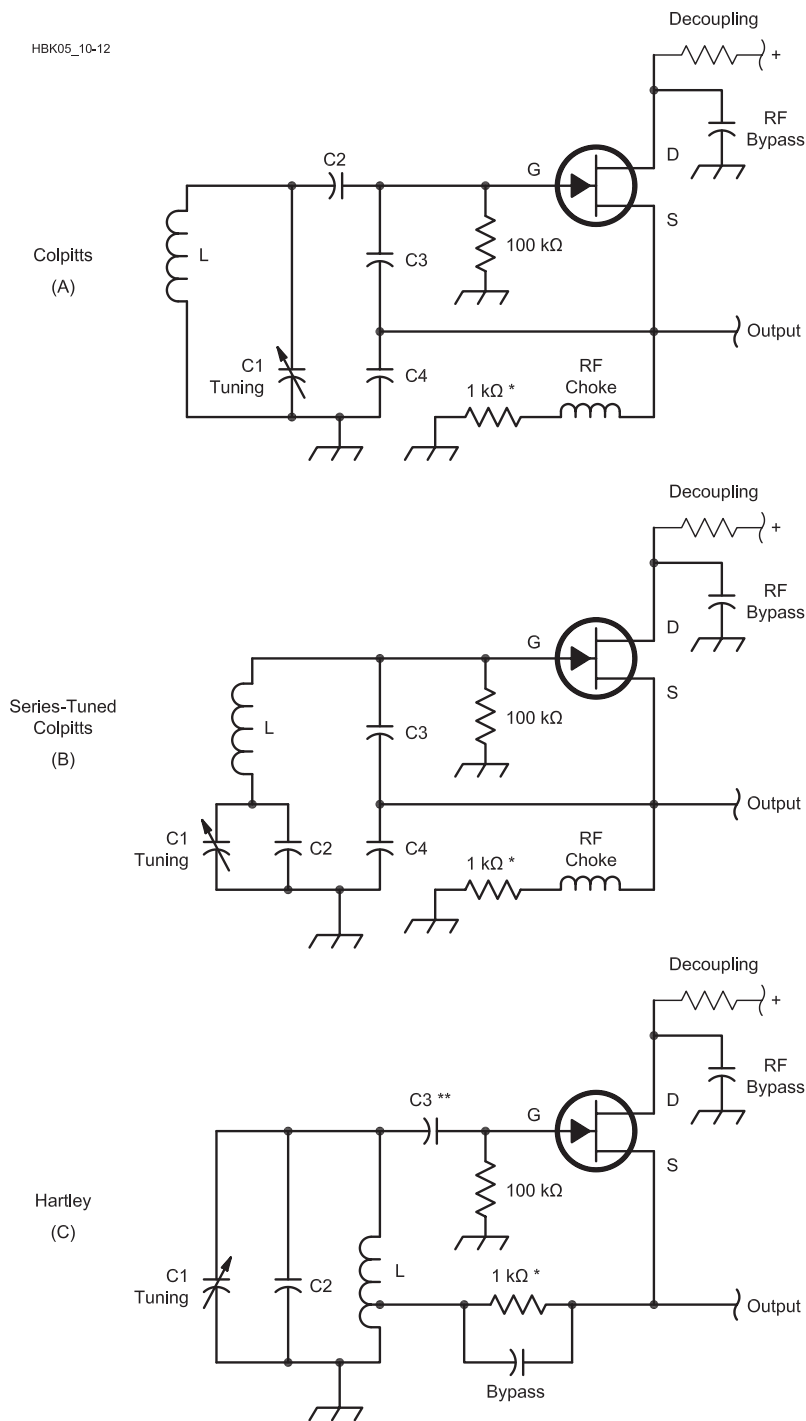 HBK05_10-12
Decoupling
+
RF
Bypass
C2
G
D
S
L
100 kΩ
C3
Colpitts
(A)
Output
C1
Tuning
C4
1 kΩ *
RF
Choke
Decoupling
+
RF
Bypass
G
D
S
Series-Tuned
Colpitts
(B)
L
C3
100 kΩ
Output
C1
Tuning
C2
C4
1 kΩ *
RF
Choke
Decoupling
+
RF
Bypass
C3 **
G
D
S
100 kΩ
Hartley
(C)
C1
Tuning
C2
L
1 kΩ *
Output
Bypass